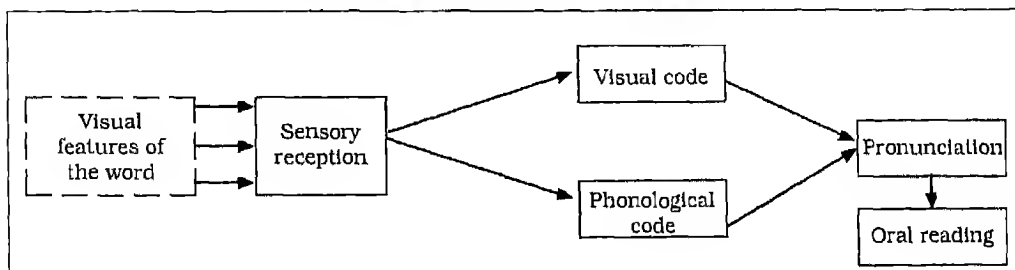 Visual
features of
the word
Sensory
reception
Visual code
Phonological
code
Pronunciation
Oral reading